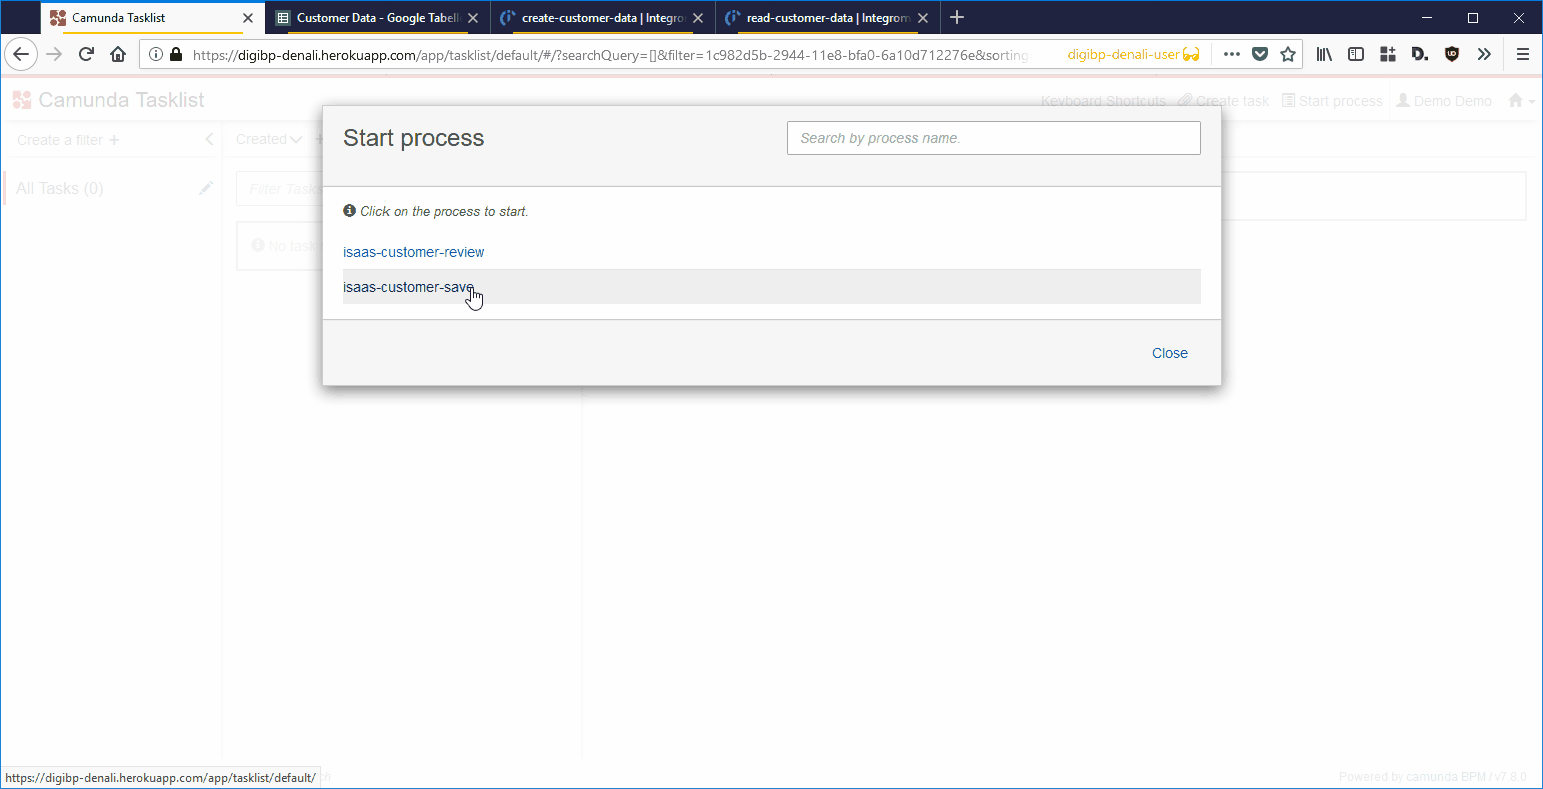 Camunda Tasklist
Customer Data - Google Tabell
create-customer-data | Integro
read-customer-data | Integrom
https://digibp-denali.herokuapp.com/app/tasklist/default/#/?searchQuery=[]&filter=1c982d5b-2944-11e8-bfa0-6a10d712276e&sorting
digibp-denali-user
Camunda Tasklist
Keyboard Shortcuts
Create task
Start process
Demo Demo
Create a filter +
Created
All Tasks (0)
Filter Tasks
No task
Start process
Search by process name.
Click on the process to start.
isaas-customer-review
isaas-customer-save
Close
https://digibp-denali.herokuapp.com/app/tasklist/default/
Powered by camunda BPM / v7.8.0